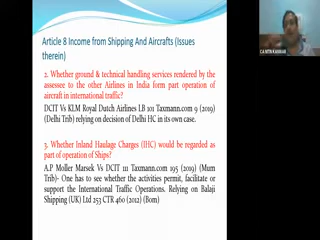 Article 8 Income from Shipping And Aircrafts (Issues
therein)
2. Whether ground & technical handling services rendered by the
assessee to the other Airlines in India form part operation of
aircraft in international traffic?
DCIT Vs KLM Royal Dutch Airlines LB 101 Taxmann.com 9 (2019)
(Delhi Trib) relying on decision of Delhi HC in its own case.
3. Whether Inland Haulage Charges (IHC) would be regarded as
part of operation of Ships?
A.P Moller Marsek Vs DCIT 111 Taxmann.com 195 (2019) (Mum
Trib)- One has to see whether the activities permit, facilitate or
support the International Traffic Operations. Relying on Balaji
Shipping (UK) Ltd 253 CTR 460 (2012) (Bom)